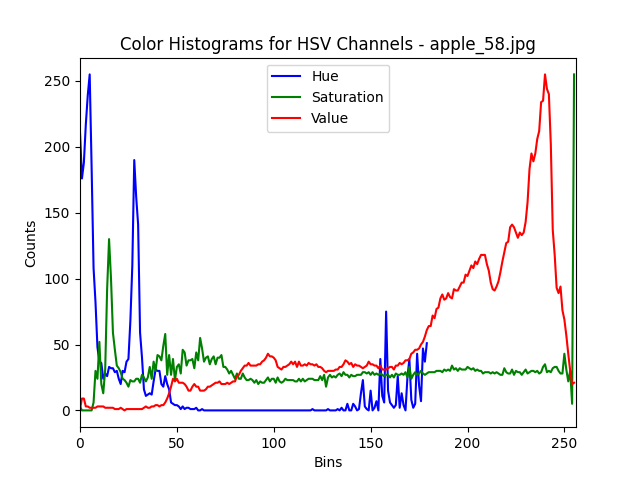 Color Histograms for HSV Channels - apple_58.jpg
Hue
Saturation
Value
Counts
250
200
150
100
50
0
0 50 100 150 200 250
Bins